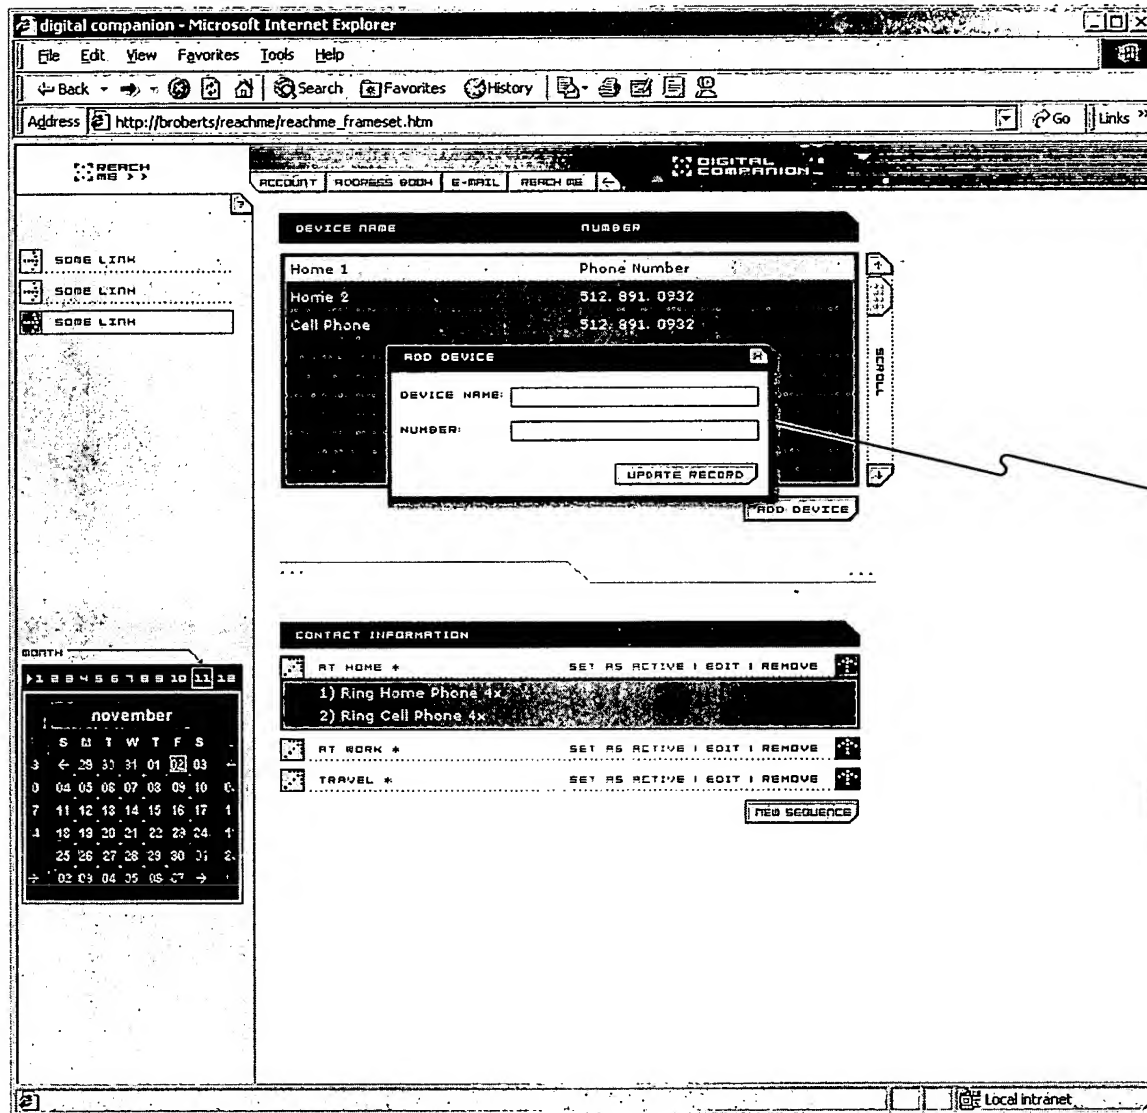 digital companion - Microsoft Internet Explorer
File Edit View Favorites Tools Help
Back Search Favorites History
Address http://broberts/reachme/reachme_frameset.htm Go Links »
REACH ME > >
ACCOUNT ADDRESS BOOK E-MAIL REACH ME ←
DIGITAL COMPANION
?
SOME LINK
SOME LINK
SOME LINK
DEVICE NAME NUMBER
Home 1 Phone Number
Home 2 512. 891. 0932
Cell Phone 512. 891. 0932
SCROLL
ADD DEVICE X
DEVICE NAME:
NUMBER:
UPDATE RECORD
ADD DEVICE
CONTACT INFORMATION
AT HOME * SET AS ACTIVE | EDIT | REMOVE
1) Ring Home Phone 4x
2) Ring Cell Phone 4x
AT WORK * SET AS ACTIVE | EDIT | REMOVE
TRAVEL * SET AS ACTIVE | EDIT | REMOVE
NEW SEQUENCE
MONTH
1 2 3 4 5 6 7 8 9 10 11 12
november
S M T W T F S
← 29 30 31 01 02 03 ←
04 05 06 07 08 09 10
11 12 13 14 15 16 17
18 19 20 21 22 23 24
25 26 27 28 29 30 01
→ 02 03 04 05 06 07 →
Local intranet